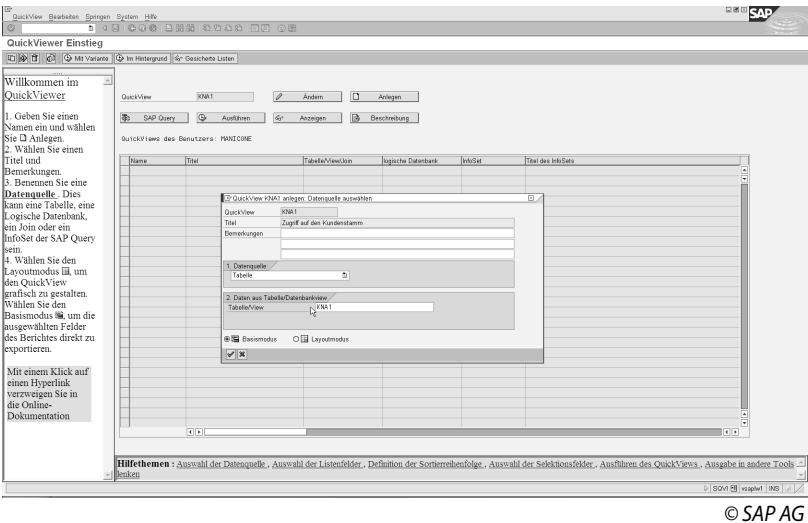 QuickView Bearbeiten Springen System Hilfe
SAP
QuickViewer Einstieg
Mit Variante Im Hintergrund Gesicherte Listen
Willkommen im
QuickViewer
1. Geben Sie einen
Namen ein und wählen
Sie Anlegen.
2. Wählen Sie einen
Titel und
Bemerkungen.
3. Benennen Sie eine
Datenquelle . Dies
kann eine Tabelle, eine
Logische Datenbank,
ein Join oder ein
InfoSet der SAP Query
sein.
4. Wählen Sie den
Layoutmodus , um
den QuickView
grafisch zu gestalten.
Wählen Sie den
Basismodus , um die
ausgewählten Felder
des Berichtes direkt zu
exportieren.
Mit einem Klick auf
einen Hyperlink
verzweigen Sie in
die Online-
Dokumentation
QuickView KNA1 Ändern Anlegen
SAP Query Ausführen Anzeigen Beschreibung
QuickViews des Benutzers: MANICONE
Name Titel Tabelle/View/Join logische Datenbank InfoSet Titel des InfoSets
QuickView KNA1 anlegen: Datenquelle auswählen
QuickView KNA1
Titel Zugriff auf den Kundenstamm
Bemerkungen
1. Datenquelle
Tabelle
2. Daten aus Tabelle/Datenbankview
Tabelle/View KNA1
Basismodus Layoutmodus
Hilfethemen : Auswahl der Datenquelle , Auswahl der Listenfelder , Definition der Sortierreihenfolge , Auswahl der Selektionsfelder , Ausführen des QuickViews , Ausgabe in andere Tools
lenken
SQVI vsaplw1 INS
© SAP AG